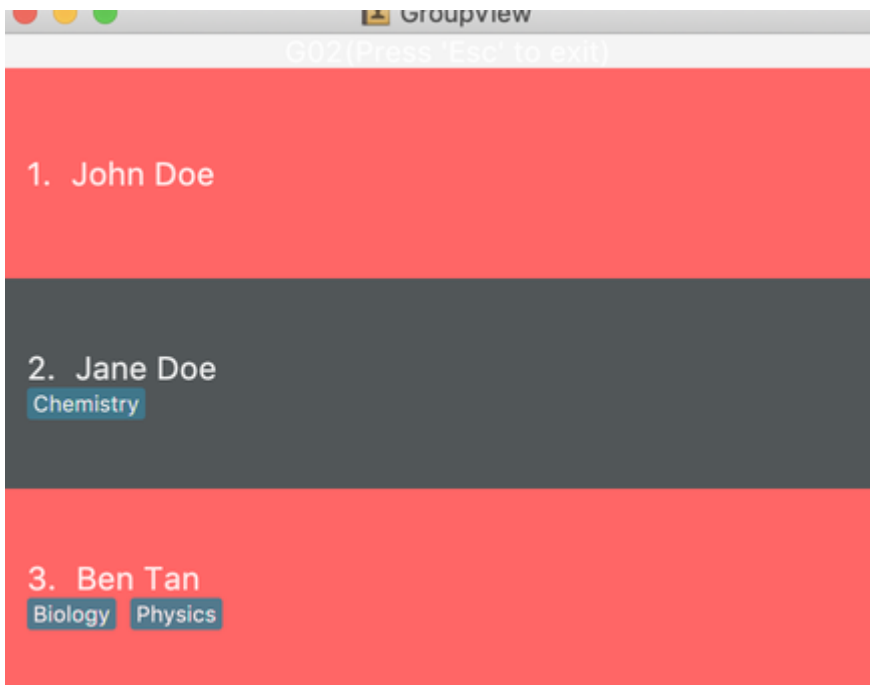 GroupView
G02(Press 'Esc' to exit)
1. John Doe
2. Jane Doe
Chemistry
3. Ben Tan
Biology Physics